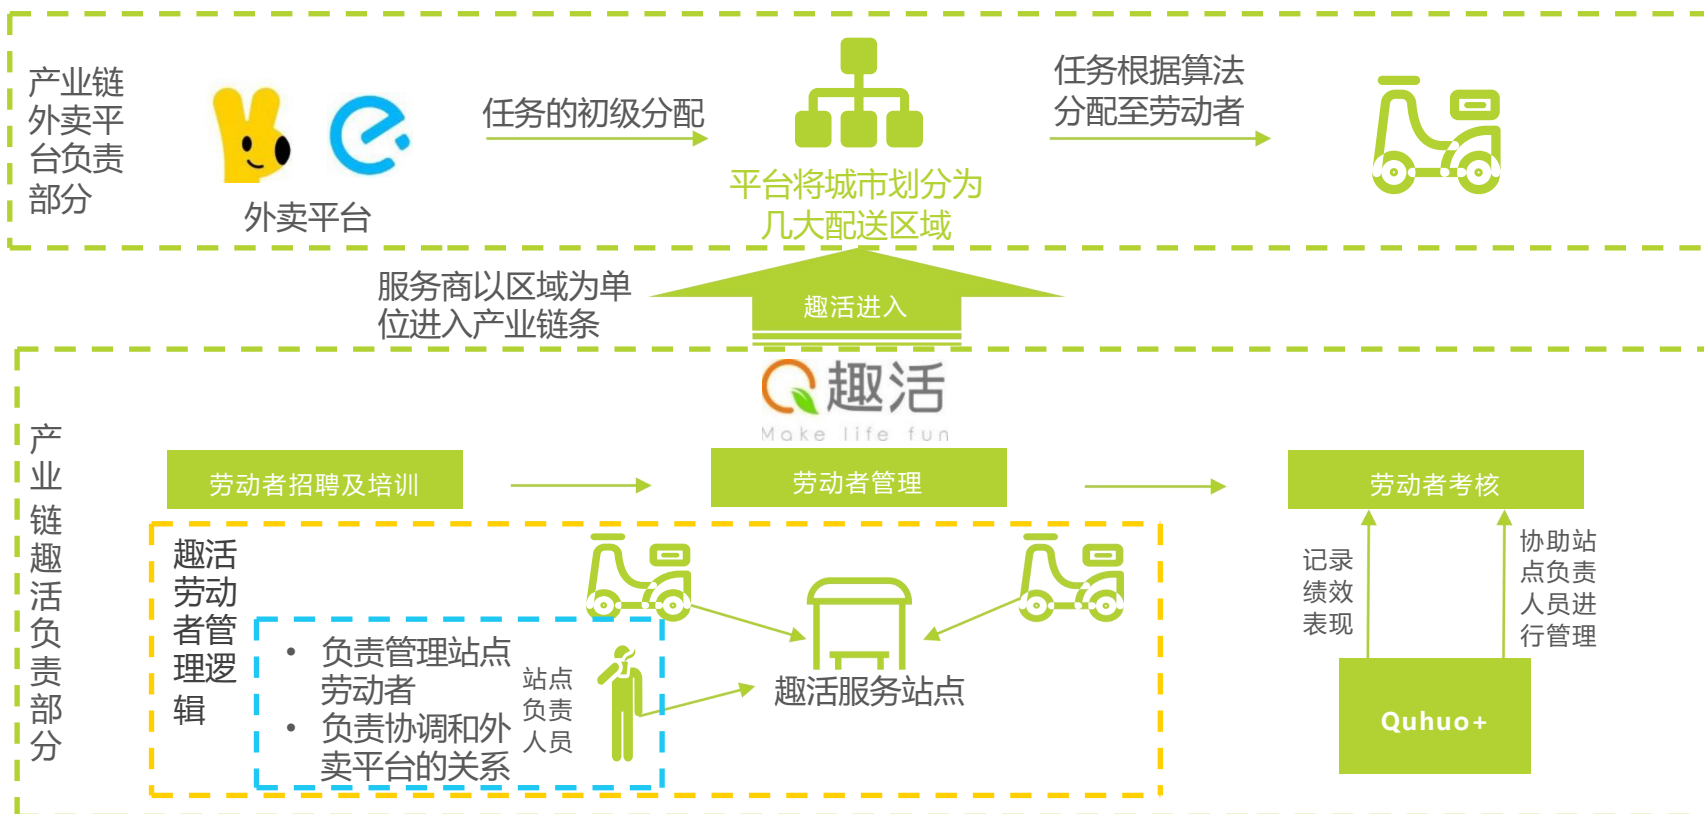 产业链
外卖平
台负责
部分
外卖平台
任务的初级分配
平台将城市划分为
几大配送区域
任务根据算法
分配至劳动者
服务商以区域为单
位进入产业链条
趣活进入
趣活
Make life fun
产
业
链
趣
活
负
责
部
分
劳动者招聘及培训
劳动者管理
劳动者考核
趣活
劳动
者管
理逻
辑
• 负责管理站点
劳动者
• 负责协调和外
卖平台的关系
站点
负责
人员
趣活服务站点
记录
绩效
表现
协助站
点负责
人员进
行管理
Quhuo+